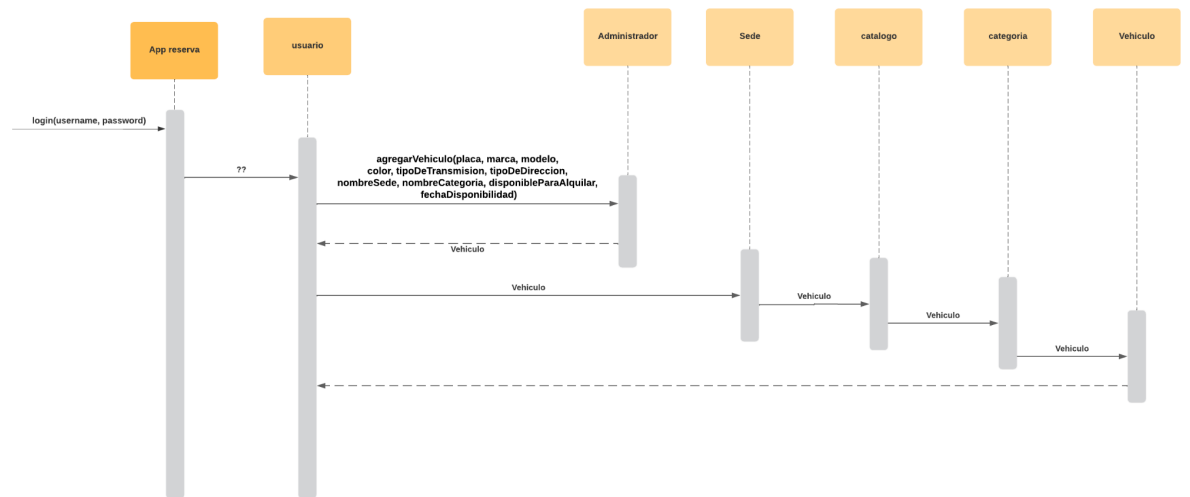 App reserva
usuario
Administrador
Sede
catalogo
categoria
Vehiculo
login(username, password)
??
agregarVehiculo(placa, marca, modelo,
color, tipoDeTransmision, tipoDeDireccion,
nombreSede, nombreCategoria, disponibleParaAlquilar,
fechaDisponibilidad)
Vehiculo
Vehiculo
Vehiculo
Vehiculo
Vehiculo